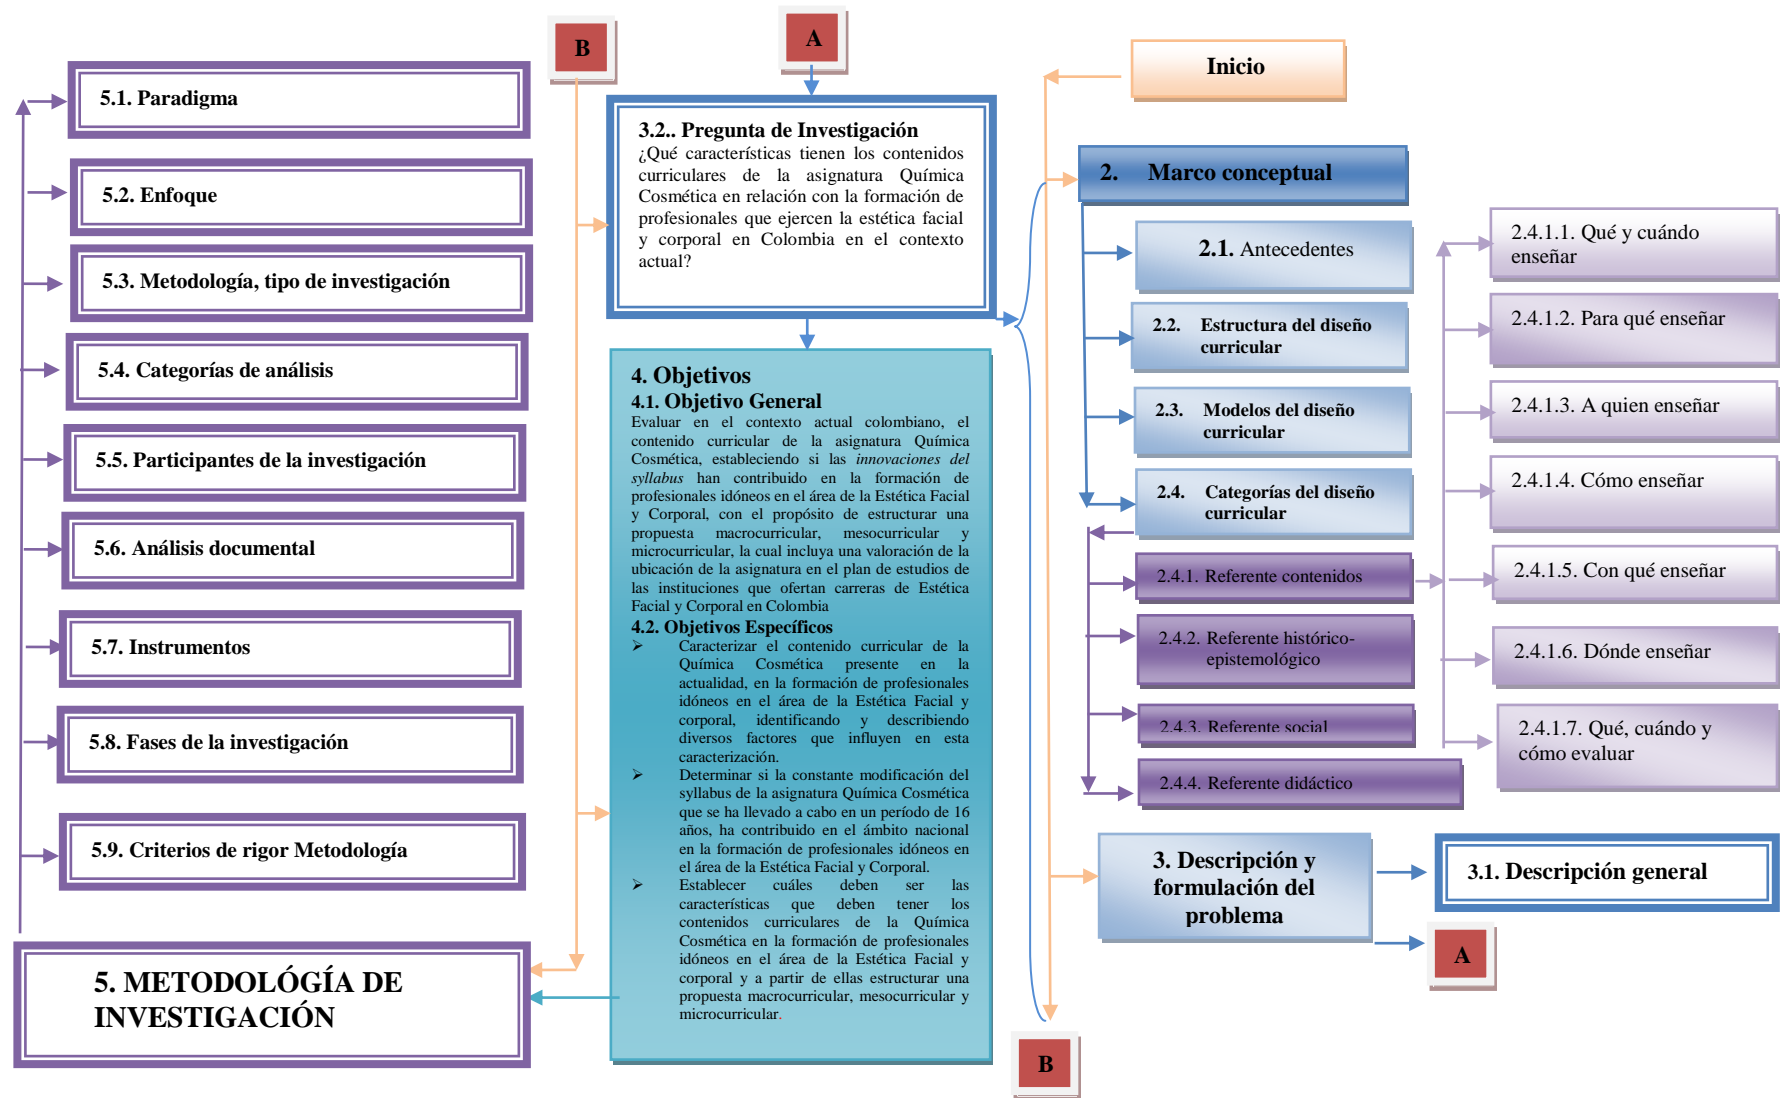 B
A
Inicio
5.1. Paradigma
5.2. Enfoque
5.3. Metodología, tipo de investigación
5.4. Categorías de análisis
5.5. Participantes de la investigación
5.6. Análisis documental
5.7. Instrumentos
5.8. Fases de la investigación
5.9. Criterios de rigor Metodología
5. METODOLÓGÍA DE
INVESTIGACIÓN
3.2.. Pregunta de Investigación
¿Qué características tienen los contenidos
curriculares de la asignatura Química
Cosmética en relación con la formación de
profesionales que ejercen la estética facial
y corporal en Colombia en el contexto
actual?
4. Objetivos
4.1. Objetivo General
Evaluar en el contexto actual colombiano, el
contenido curricular de la asignatura Química
Cosmética, estableciendo si las innovaciones del
syllabus han contribuido en la formación de
profesionales idóneos en el área de la Estética Facial
y Corporal, con el propósito de estructurar una
propuesta macrocurricular, mesocurricular y
microcurricular, la cual incluya una valoración de la
ubicación de la asignatura en el plan de estudios de
las instituciones que ofertan carreras de Estética
Facial y Corporal en Colombia
4.2. Objetivos Específicos
➢ Caracterizar el contenido curricular de la
Química Cosmética presente en la
actualidad, en la formación de profesionales
idóneos en el área de la Estética Facial y
corporal, identificando y describiendo
diversos factores que influyen en esta
caracterización.
➢ Determinar si la constante modificación del
syllabus de la asignatura Química Cosmética
que se ha llevado a cabo en un período de 16
años, ha contribuido en el ámbito nacional
en la formación de profesionales idóneos en
el área de la Estética Facial y Corporal.
➢ Establecer cuáles deben ser las
características que deben tener los
contenidos curriculares de la Química
Cosmética en la formación de profesionales
idóneos en el área de la Estética Facial y
corporal y a partir de ellas estructurar una
propuesta macrocurricular, mesocurricular y
microcurricular.
2. Marco conceptual
2.1. Antecedentes
2.2. Estructura del diseño
curricular
2.3. Modelos del diseño
curricular
2.4. Categorías del diseño
curricular
2.4.1. Referente contenidos
2.4.2. Referente histórico-
epistemológico
2.4.3. Referente social
2.4.4. Referente didáctico
2.4.1.1. Qué y cuándo
enseñar
2.4.1.2. Para qué enseñar
2.4.1.3. A quien enseñar
2.4.1.4. Cómo enseñar
2.4.1.5. Con qué enseñar
2.4.1.6. Dónde enseñar
2.4.1.7. Qué, cuándo y
cómo evaluar
3. Descripción y
formulación del
problema
3.1. Descripción general
A
B